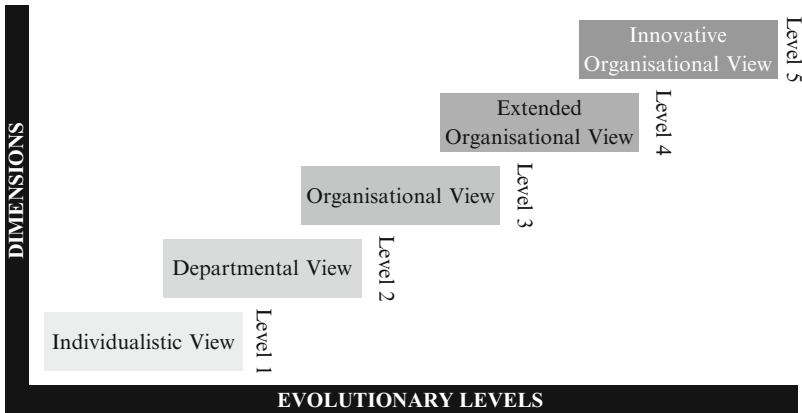 Innovative
Organisational View
Level 5
Extended
Organisational View
Level 4
Organisational View
Level 3
Departmental View
Level 2
Individualistic View
Level 1
DIMENSIONS
EVOLUTIONARY LEVELS